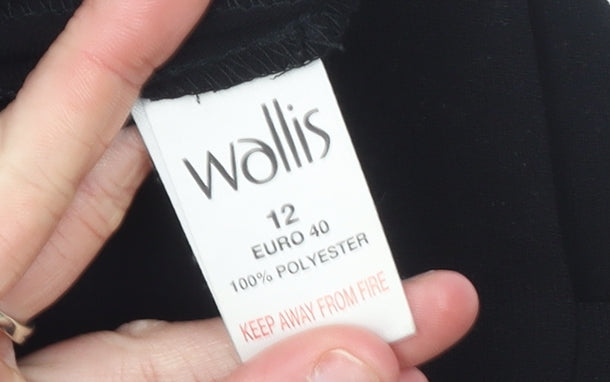 wallis
12
EURO 40
100% POLYESTER
KEEP AWAY FROM FIRE